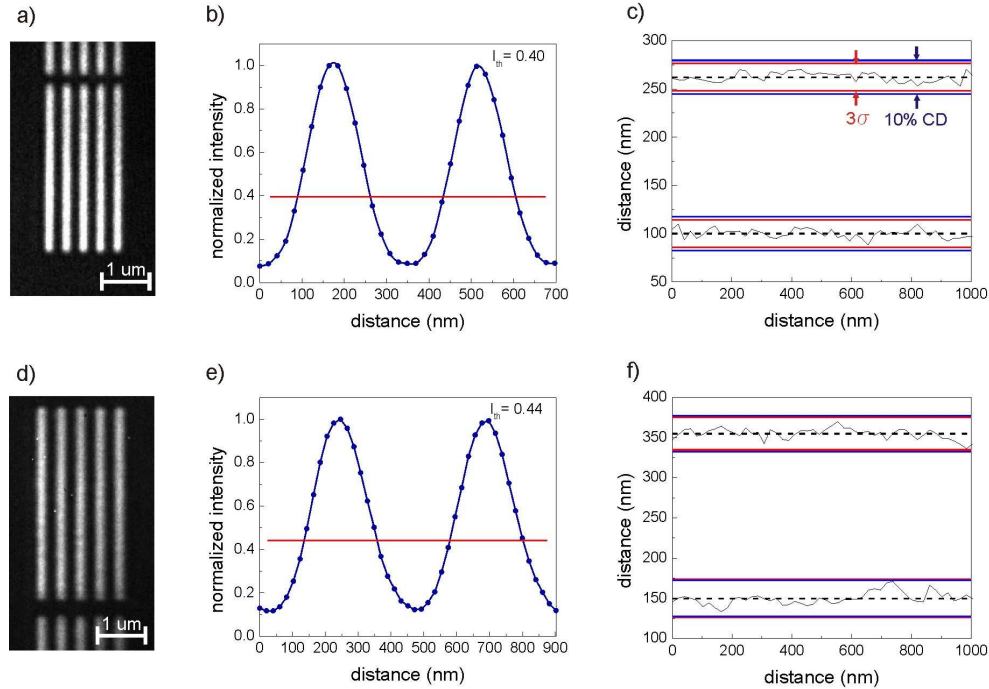 a)
1 um
b)
I_th = 0.40
normalized intensity
1.0
0.8
0.6
0.4
0.2
0.0
0 100 200 300 400 500 600 700
distance (nm)
c)
distance (nm)
300
250
200
150
100
50
3σ 10% CD
0 200 400 600 800 1000
distance (nm)
d)
1 um
e)
I_th = 0.44
normalized intensity
1.0
0.8
0.6
0.4
0.2
0.0
0 100 200 300 400 500 600 700 800 900
distance (nm)
f)
distance (nm)
400
350
300
250
200
150
100
0 200 400 600 800 1000
distance (nm)